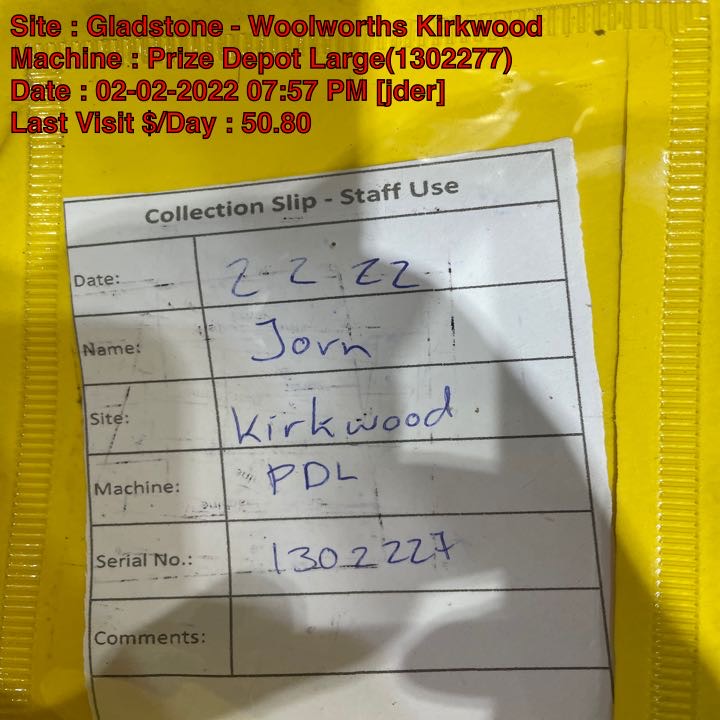 Site : Gladstone - Woolworths Kirkwood
Machine : Prize Depot Large(1302277)
Date : 02-02-2022 07:57 PM [jder]
Last Visit $/Day : 50.80
Collection Slip - Staff Use
Date: 2-2-22
Name: Jorn
Site: Kirkwood
Machine: PDL
Serial No.: 1302227
Comments: